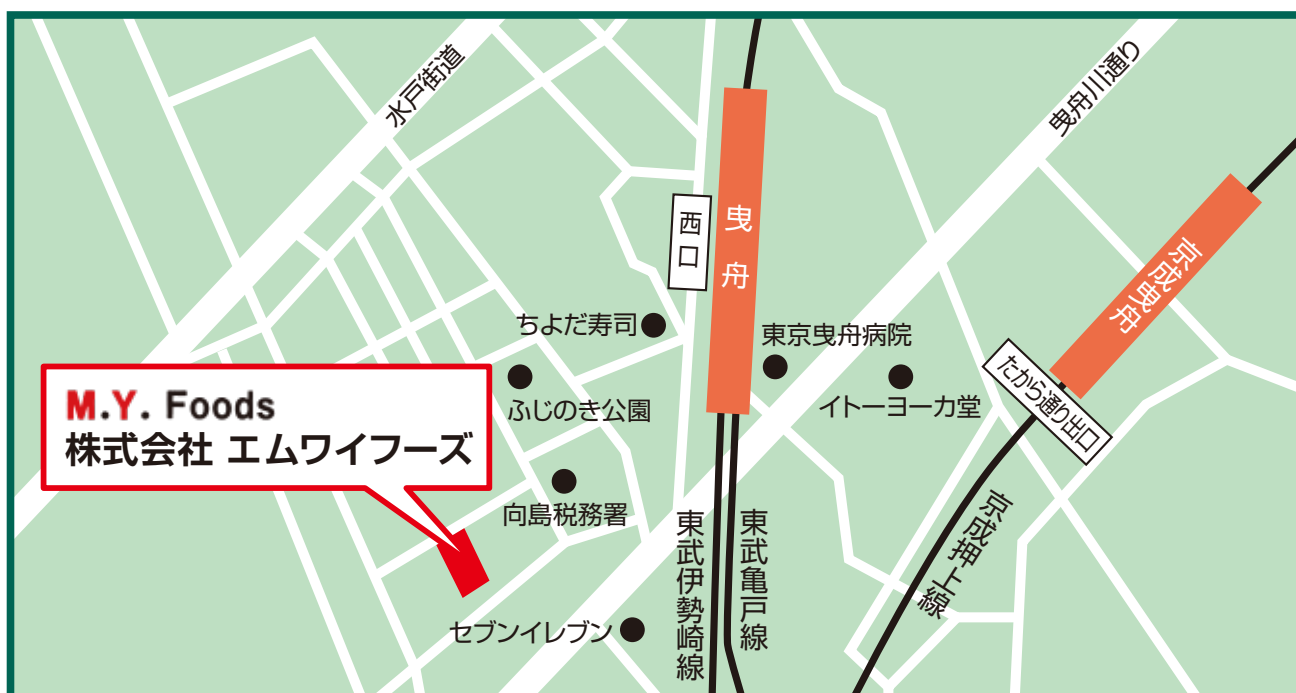 水戸街道
曳舟川通り
西口
曳舟
京成曳舟
ちよだ寿司
東京曳舟病院
たから通り出口
イトーヨーカ堂
ふじのき公園
M.Y. Foods
株式会社 エムワイフーズ
向島税務署
東武伊勢崎線
東武亀戸線
京成押上線
セブンイレブン